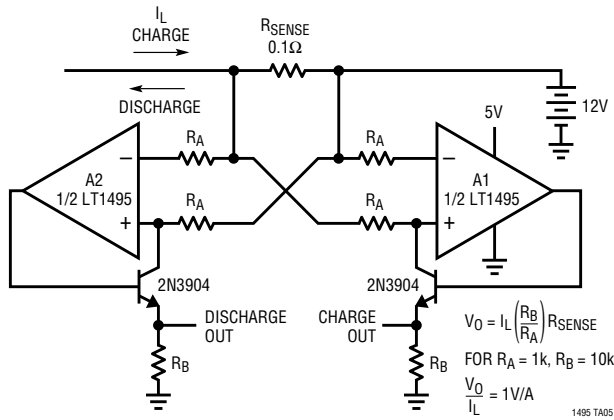 I_L
CHARGE
R_SENSE
0.1Ω
DISCHARGE
12V
5V
R_A
R_A
A2
1/2 LT1495
A1
1/2 LT1495
−
+
−
+
R_A
R_A
2N3904
2N3904
DISCHARGE
OUT
CHARGE
OUT
R_B
R_B
V_O = I_L (R_B/R_A) R_SENSE
FOR R_A = 1k, R_B = 10k
V_O/I_L = 1V/A
1495 TA05